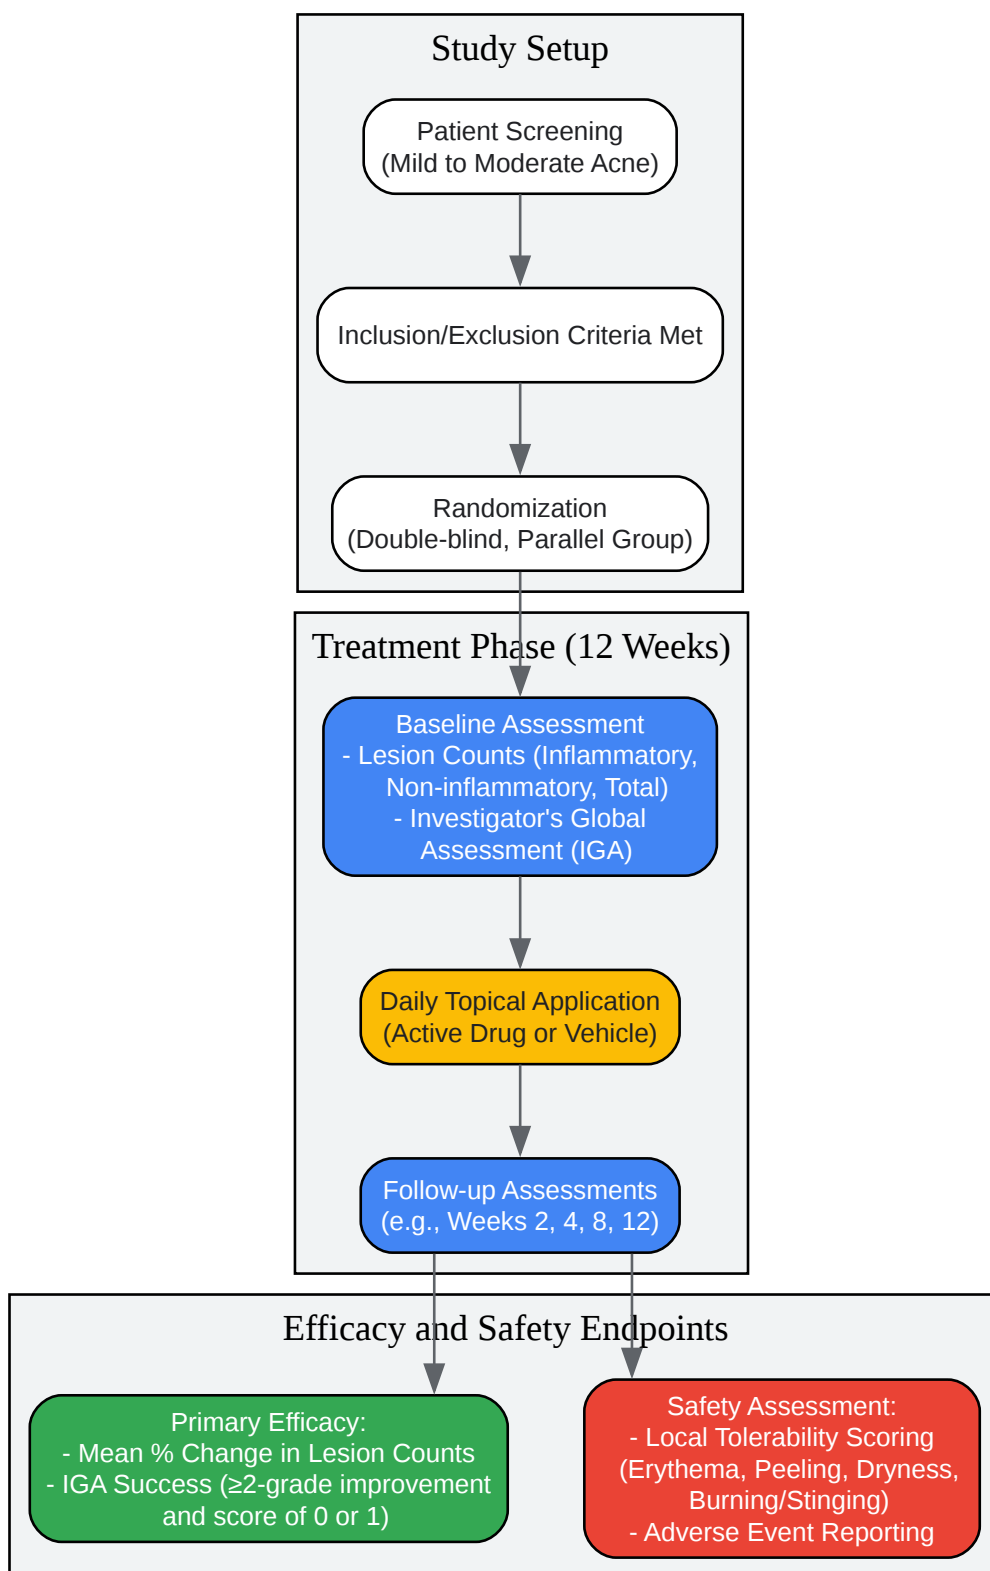 Study Setup
Patient Screening
(Mild to Moderate Acne)
Inclusion/Exclusion Criteria Met
Randomization
(Double-blind, Parallel Group)
Treatment Phase (12 Weeks)
Baseline Assessment
- Lesion Counts (Inflammatory,
Non-inflammatory, Total)
- Investigator's Global
Assessment (IGA)
Daily Topical Application
(Active Drug or Vehicle)
Follow-up Assessments
(e.g., Weeks 2, 4, 8, 12)
Efficacy and Safety Endpoints
Primary Efficacy:
- Mean % Change in Lesion Counts
- IGA Success (≥2-grade improvement
and score of 0 or 1)
Safety Assessment:
- Local Tolerability Scoring
(Erythema, Peeling, Dryness,
Burning/Stinging)
- Adverse Event Reporting